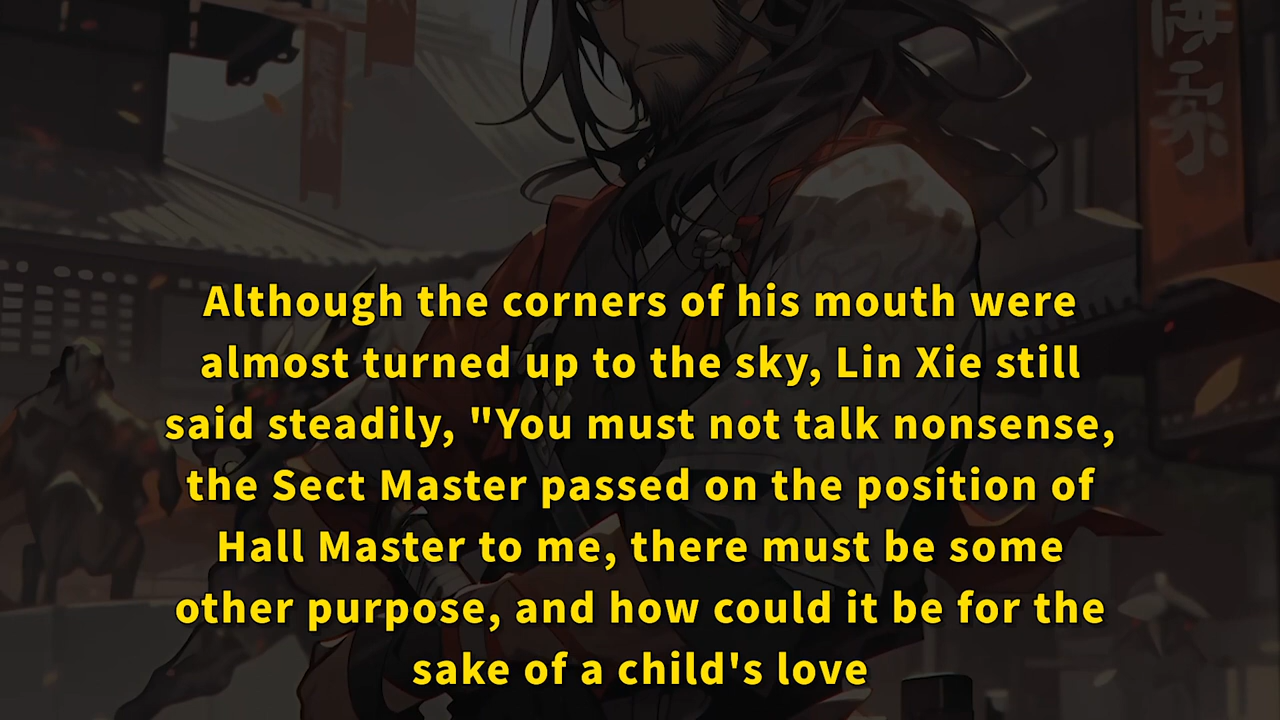 Although the corners of his mouth were
almost turned up to the sky, Lin Xie still
said steadily, "You must not talk nonsense,
the Sect Master passed on the position of
Hall Master to me, there must be some
other purpose, and how could it be for the
sake of a child's love